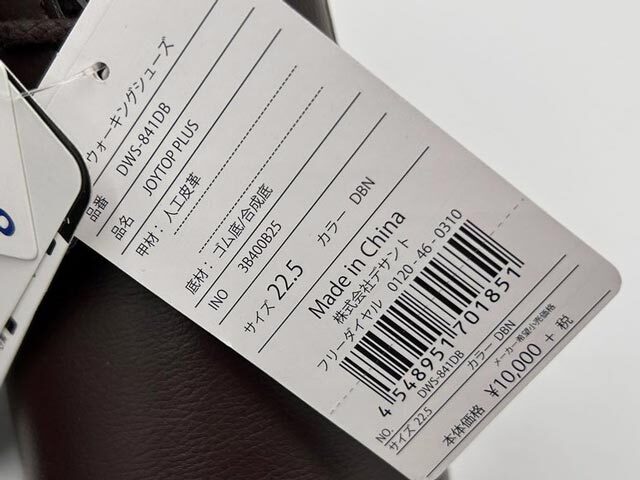 ウォーキングシューズ
品番 DWS-841DB
品名 JOYTOP PLUS
甲材： 人工皮革
底材： ゴム底/合成底
INO 3B400B25
サイズ 22.5 カラー DBN
Made in China
株式会社デサント
フリーダイヤル 0120-46-0310
4 548951 701851
NO. DWS-841DB
サイズ 22.5 カラー DBN
メーカー希望小売価格
本体価格 ¥10,000 + 税